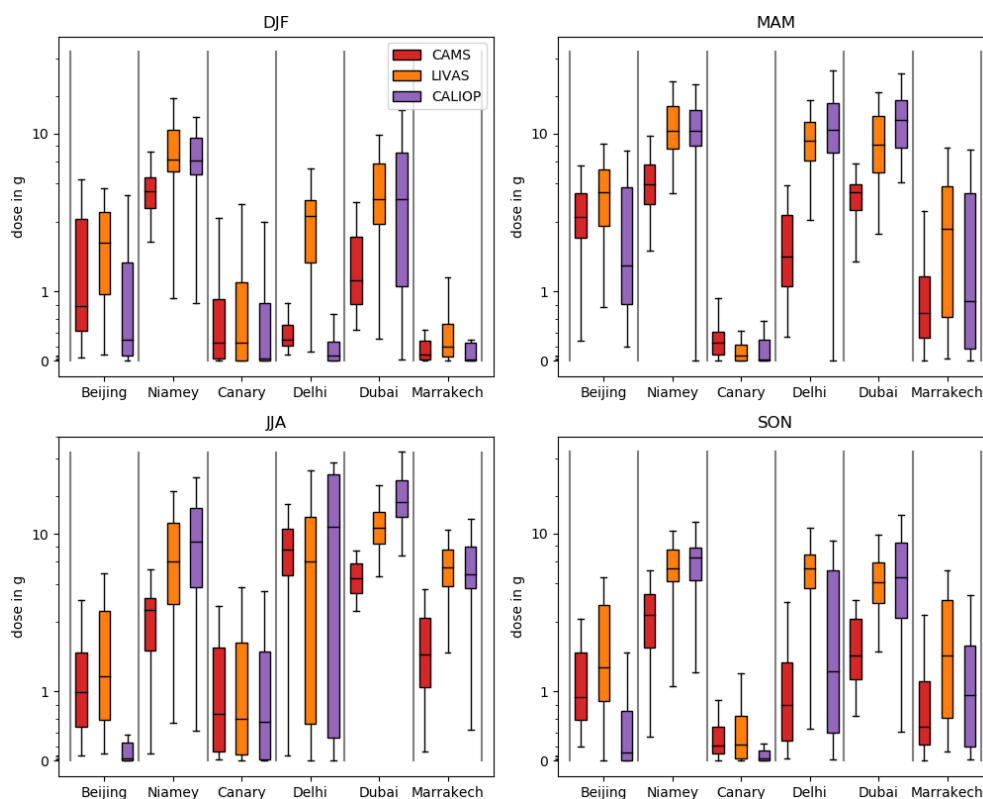 DJF
MAM
CAMS
LIVAS
CALIOP
dose in g
10
1
0
Beijing Niamey Canary Delhi Dubai Marrakech
dose in g
10
1
0
Beijing Niamey Canary Delhi Dubai Marrakech
JJA
SON
dose in g
10
1
0
Beijing Niamey Canary Delhi Dubai Marrakech
dose in g
10
1
0
Beijing Niamey Canary Delhi Dubai Marrakech